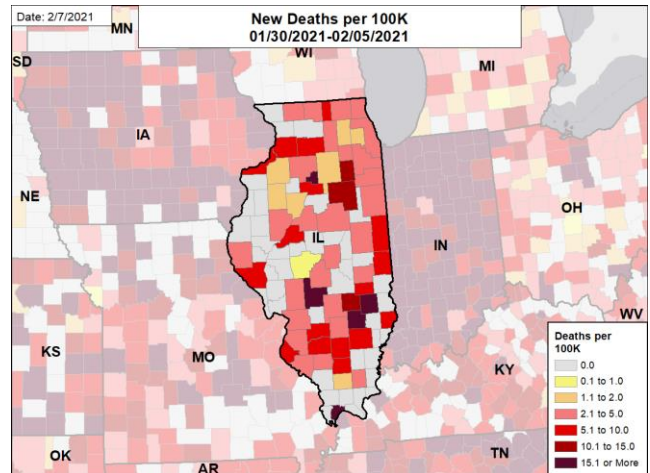 Date: 2/7/2021
New Deaths per 100K
01/30/2021-02/05/2021
MN
WI
SD
MI
IA
NE
OH
IL
IN
WV
KS
MO
KY
OK
AR
TN
Deaths per
100K
0.0
0.1 to 1.0
1.1 to 2.0
2.1 to 5.0
5.1 to 10.0
10.1 to 15.0
15.1 or More